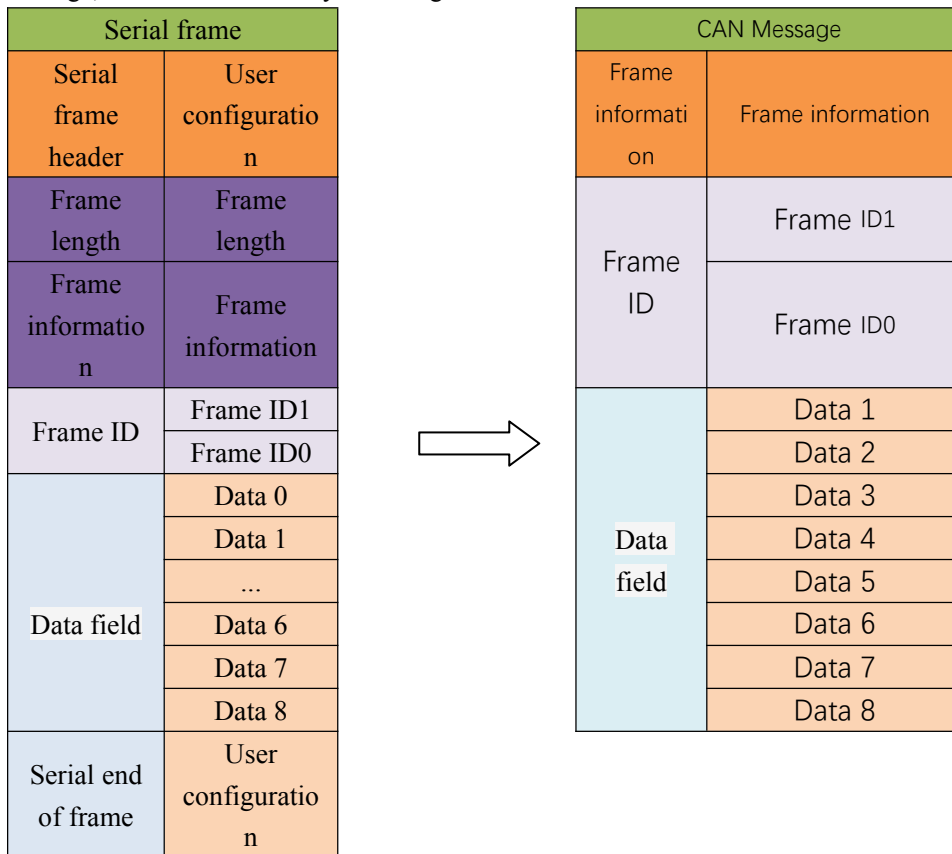 Serial frame
Serial
frame
header
User
configuratio
n
Frame
length
Frame
length
Frame
informatio
n
Frame
information
Frame ID
Frame ID1
Frame ID0
Data field
Data 0
Data 1
...
Data 6
Data 7
Data 8
Serial end
of frame
User
configuratio
n
CAN Message
Frame
informati
on
Frame information
Frame
ID
Frame ID1
Frame ID0
Data
field
Data 1
Data 2
Data 3
Data 4
Data 5
Data 6
Data 7
Data 8